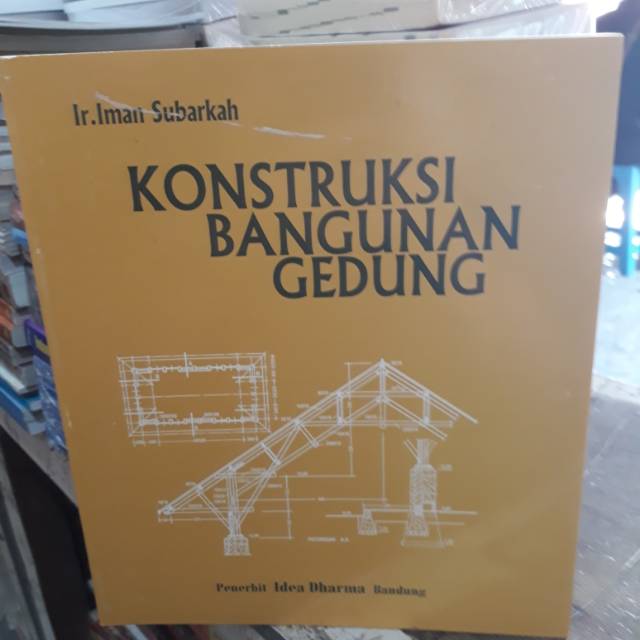 Ir.Iman Subarkah
KONSTRUKSI
BANGUNAN
GEDUNG
Penerbit Idea Dharma Bandung